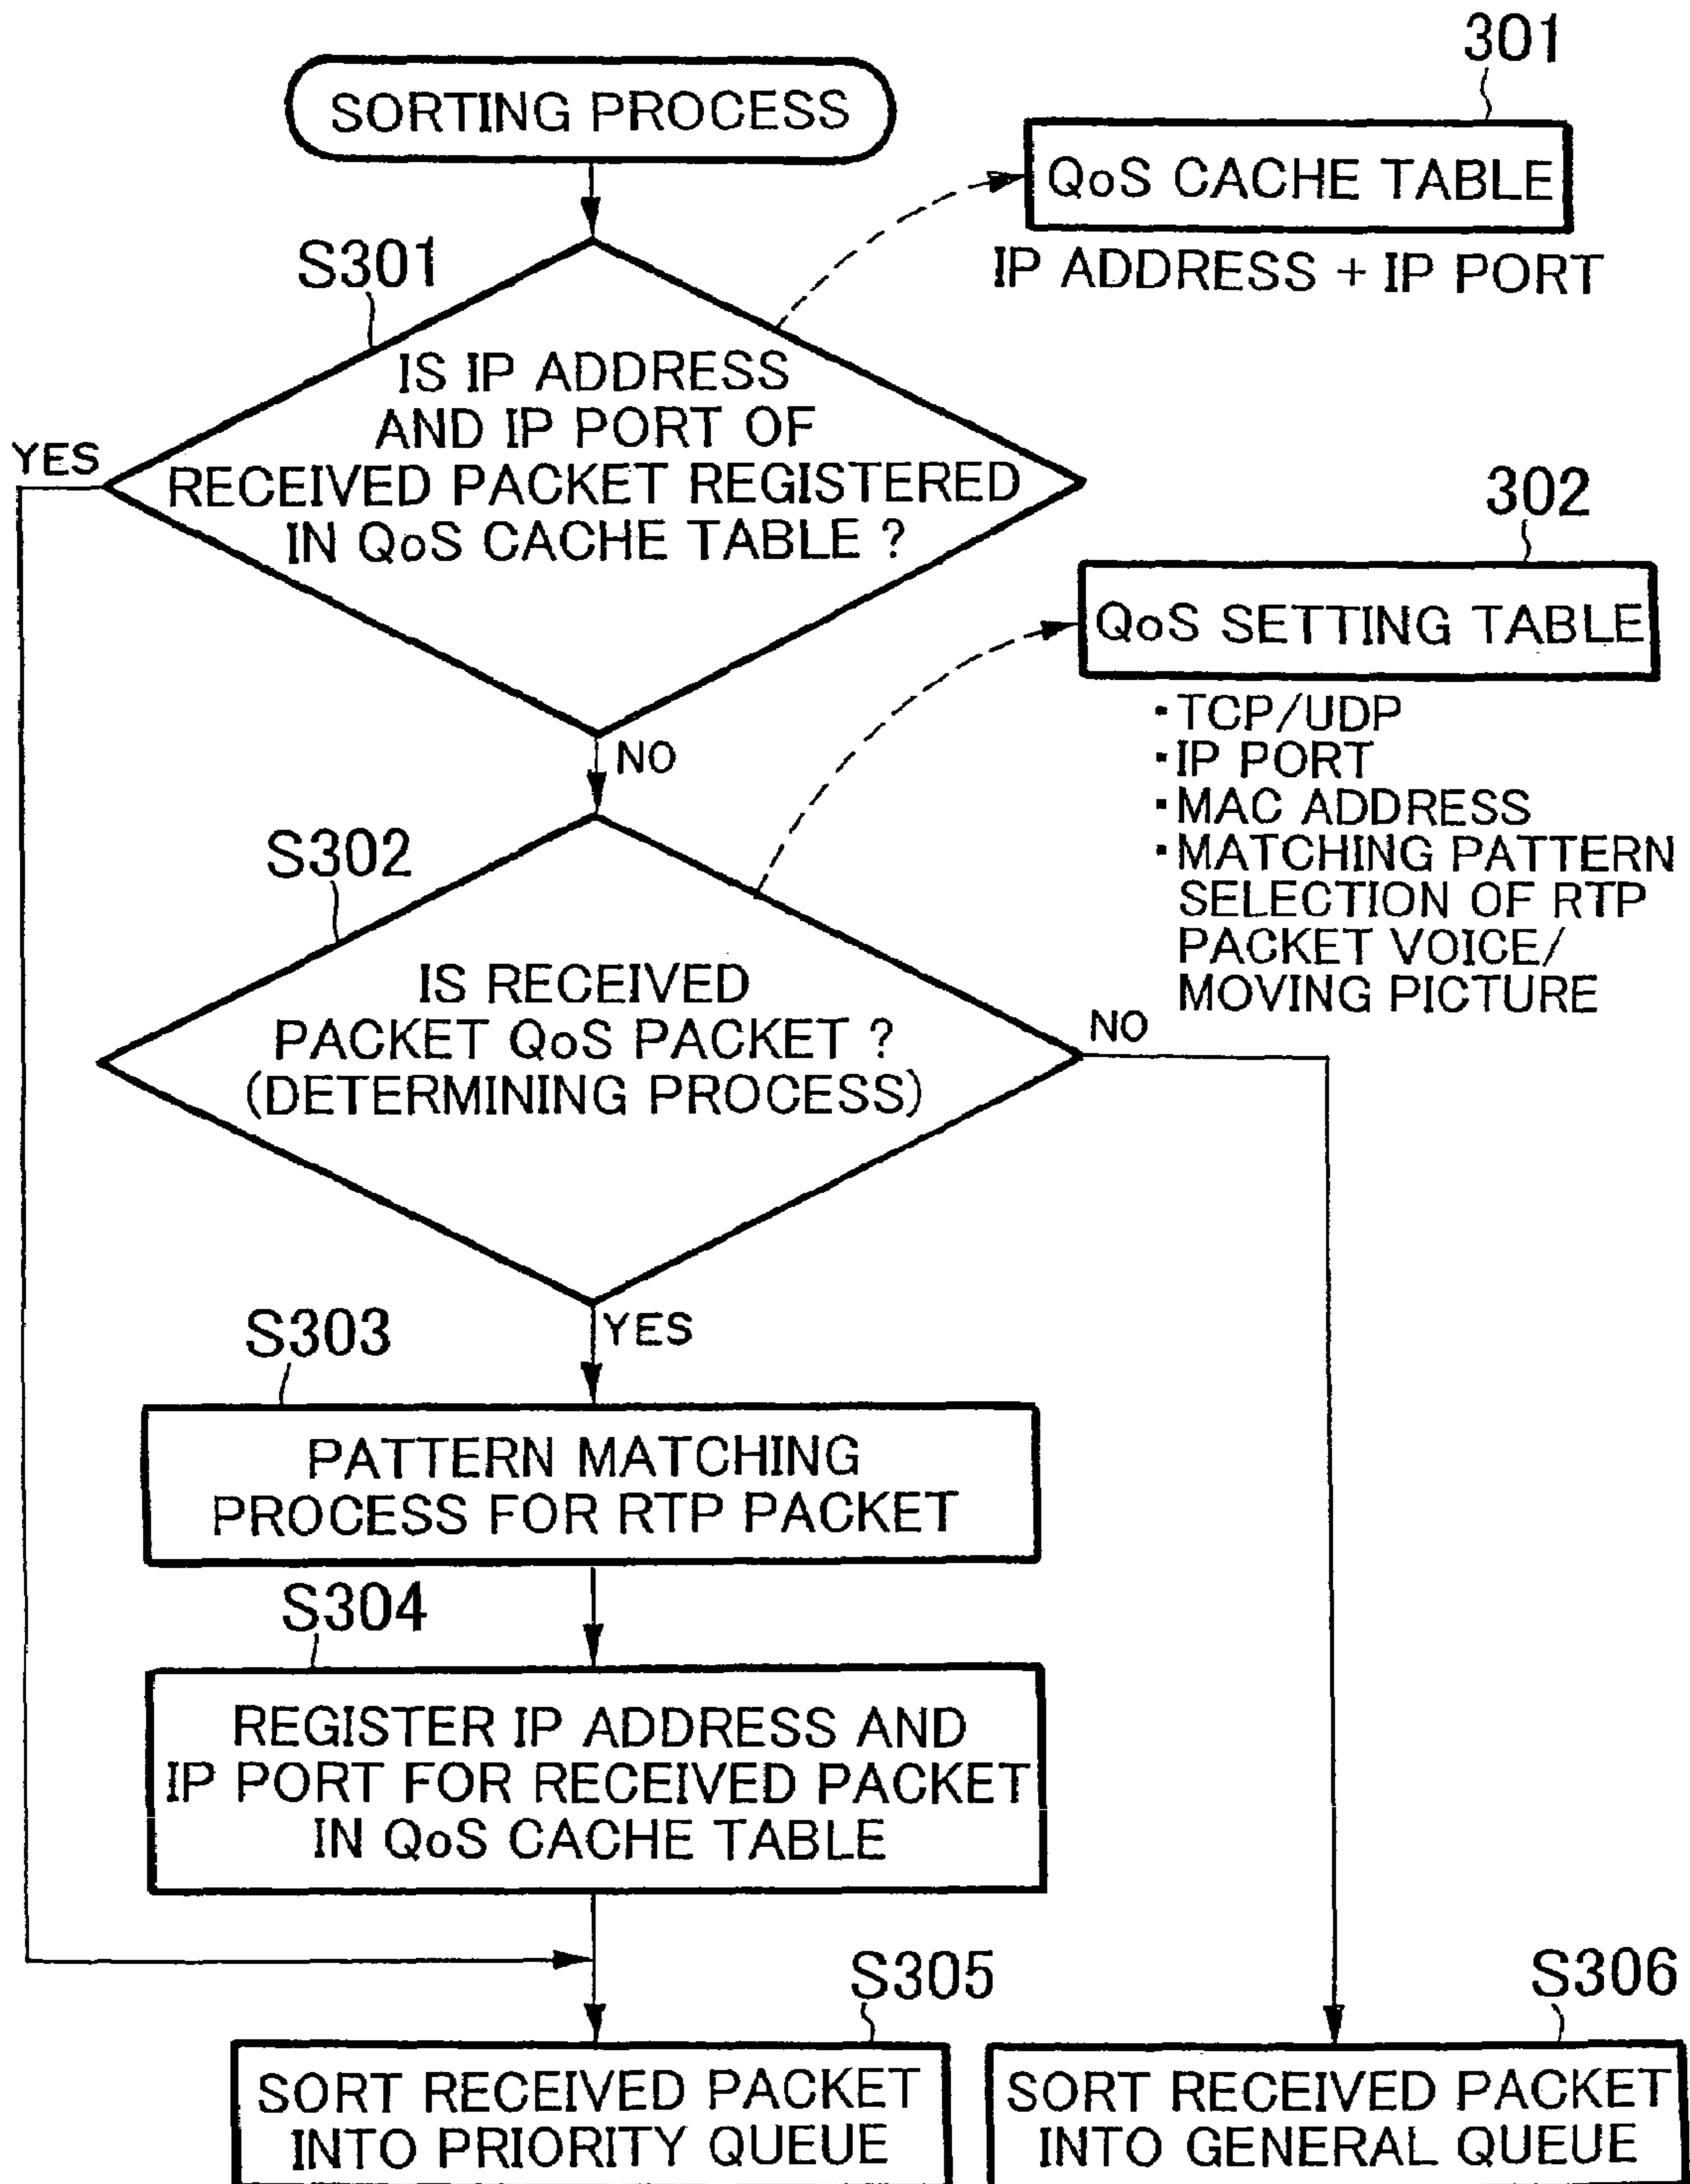 SORTING PROCESS
301
QoS CACHE TABLE
IP ADDRESS + IP PORT
S301
IS IP ADDRESS
AND IP PORT OF
RECEIVED PACKET REGISTERED
IN QoS CACHE TABLE ?
YES
NO
302
QoS SETTING TABLE
・TCP/UDP
・IP PORT
・MAC ADDRESS
・MATCHING PATTERN
SELECTION OF RTP
PACKET VOICE/
MOVING PICTURE
S302
IS RECEIVED
PACKET QoS PACKET ?
(DETERMINING PROCESS)
NO
YES
S303
PATTERN MATCHING
PROCESS FOR RTP PACKET
S304
REGISTER IP ADDRESS AND
IP PORT FOR RECEIVED PACKET
IN QoS CACHE TABLE
S305
SORT RECEIVED PACKET
INTO PRIORITY QUEUE
S306
SORT RECEIVED PACKET
INTO GENERAL QUEUE